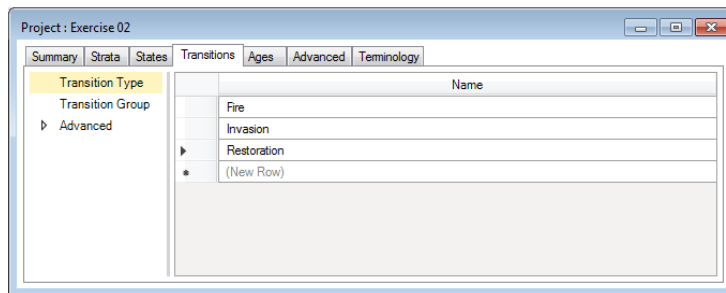 Project : Exercise 02
Summary Strata States Transitions Ages Advanced Terminology
Transition Type
Transition Group
Advanced
Name
Fire
Invasion
Restoration
(New Row)